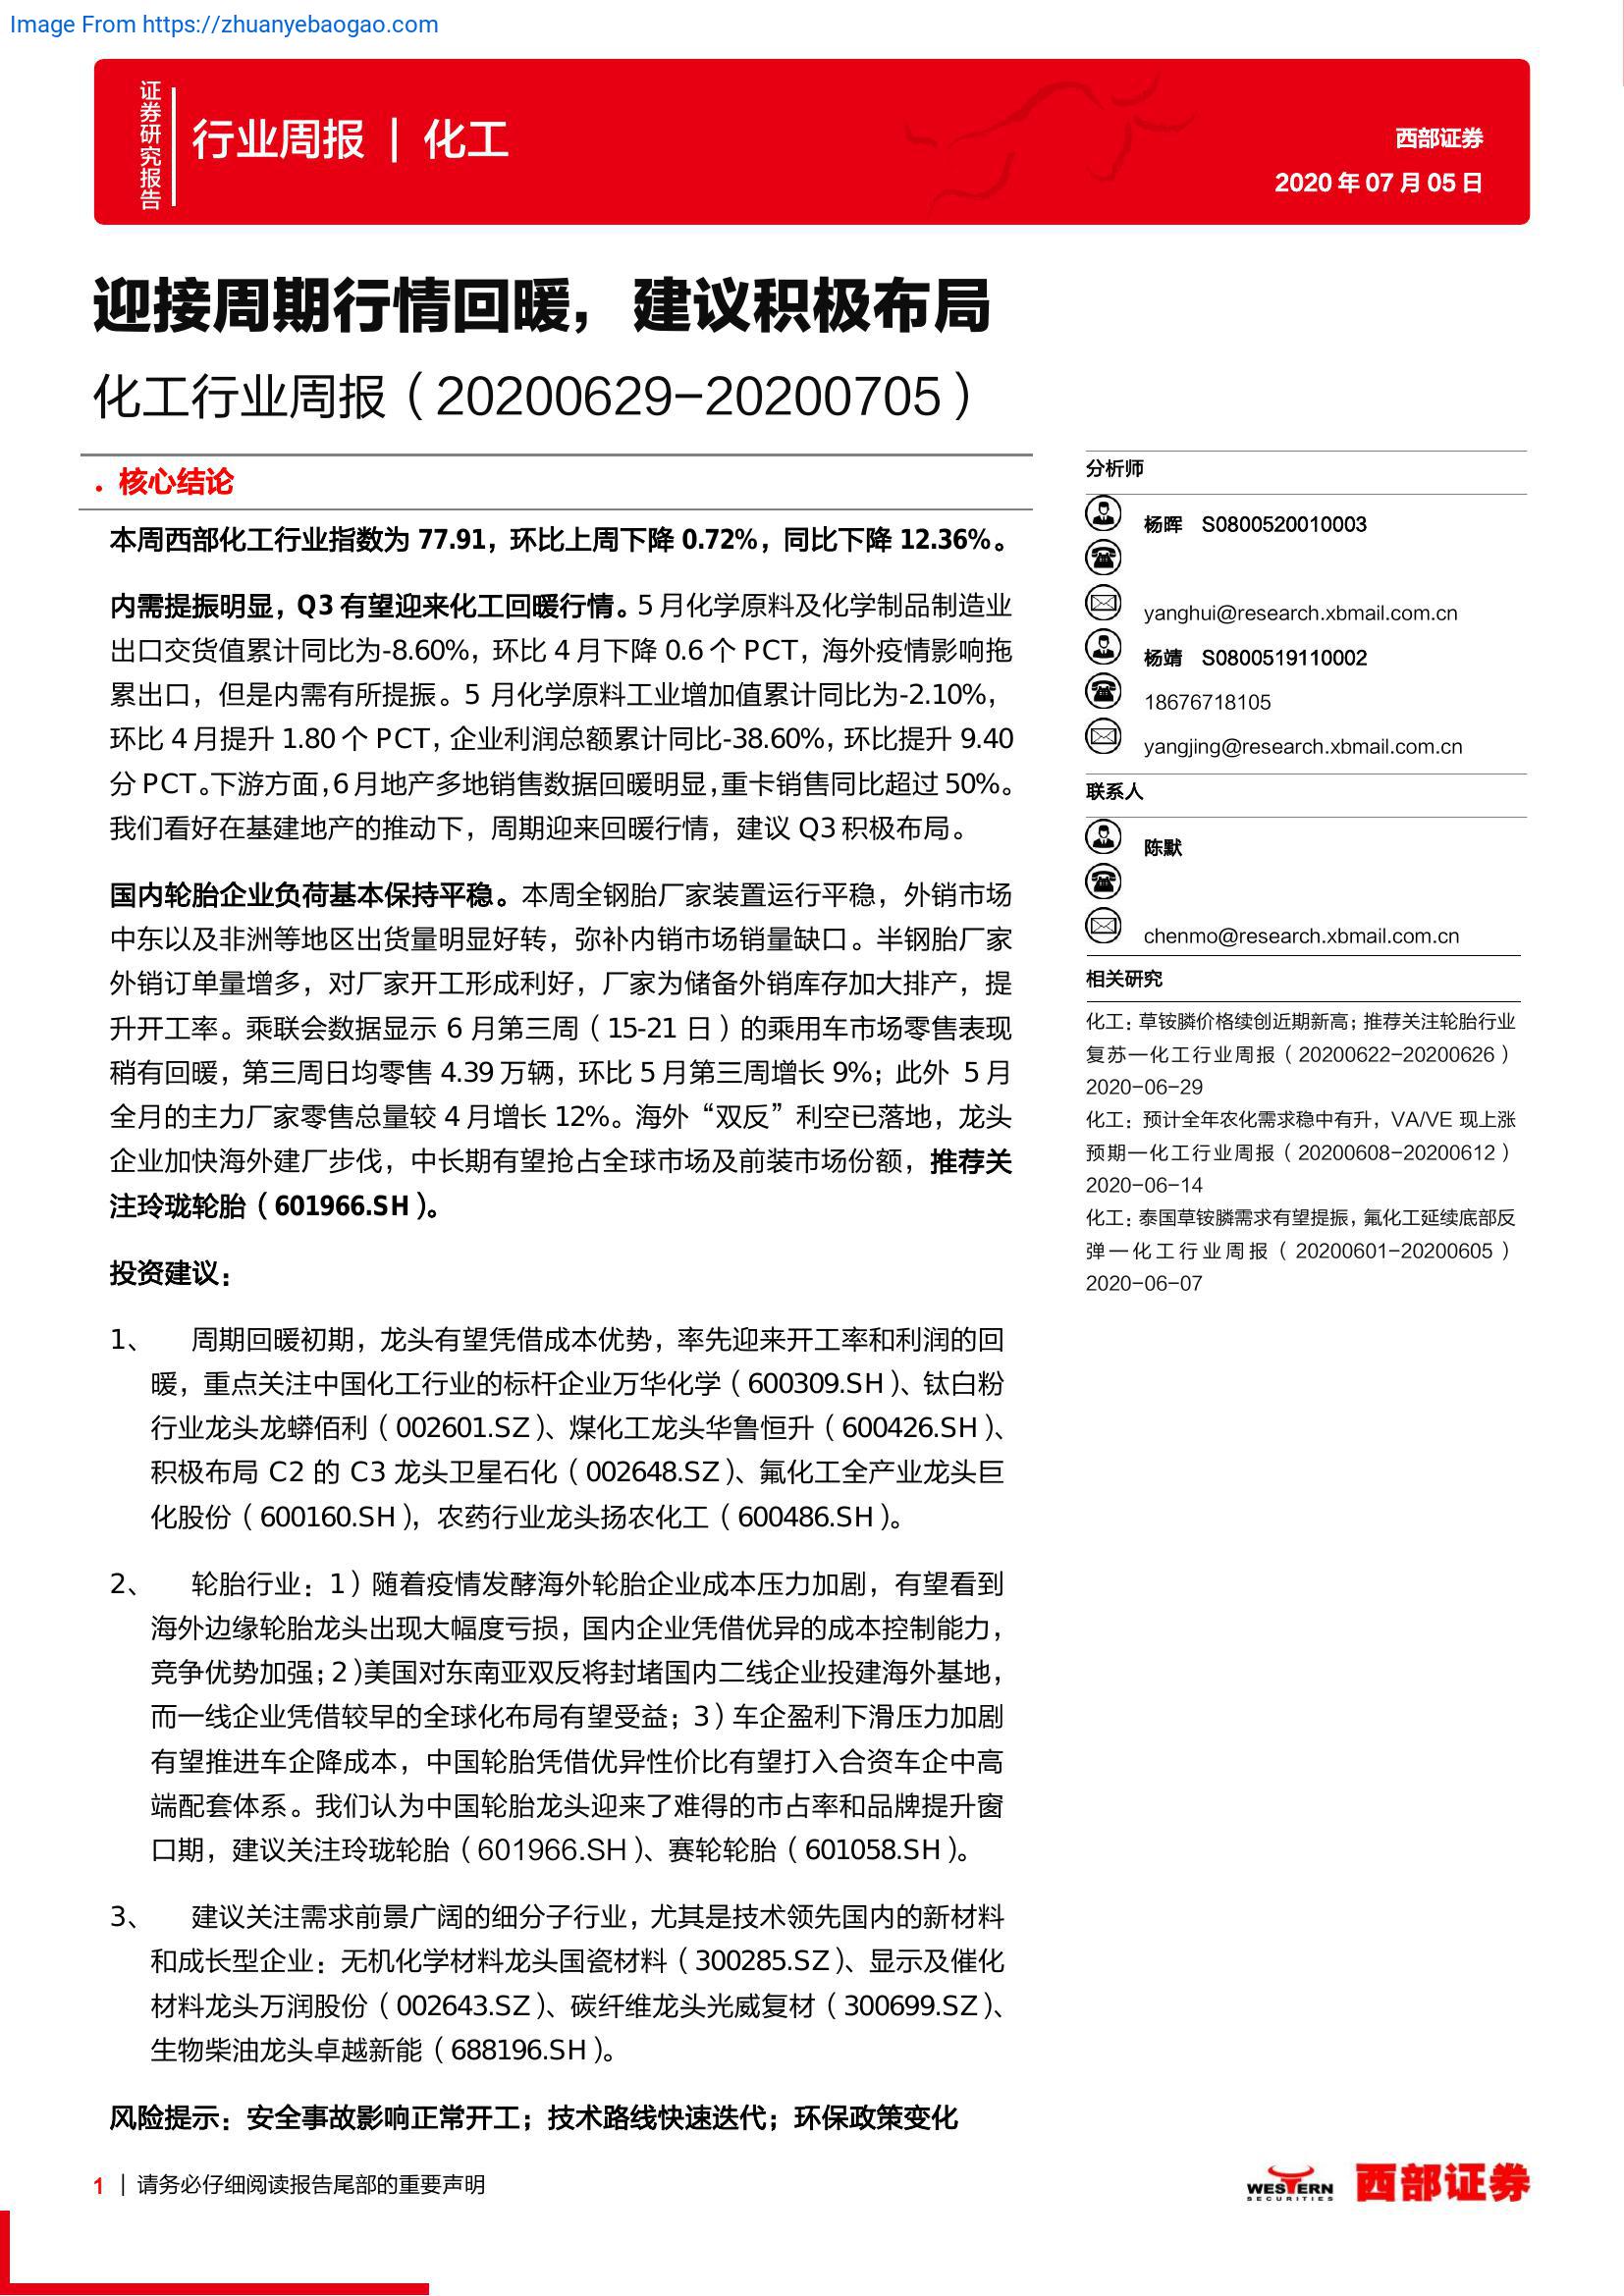 Image From https://zhuanyebaogao.com
证券研究报告
行业周报 | 化工
西部证券
2020 年 07 月 05 日
迎接周期行情回暖，建议积极布局
化工行业周报（20200629-20200705）
• 核心结论
本周西部化工行业指数为 77.91，环比上周下降 0.72%，同比下降 12.36%。
内需提振明显，Q3 有望迎来化工回暖行情。5 月化学原料及化学制品制造业
出口交货值累计同比为-8.60%，环比 4 月下降 0.6 个 PCT，海外疫情影响拖
累出口，但是内需有所提振。5 月化学原料工业增加值累计同比为-2.10%，
环比 4 月提升 1.80 个 PCT，企业利润总额累计同比-38.60%，环比提升 9.40
分 PCT。下游方面，6 月地产多地销售数据回暖明显，重卡销售同比超过 50%。
我们看好在基建地产的推动下，周期迎来回暖行情，建议 Q3 积极布局。
国内轮胎企业负荷基本保持平稳。本周全钢胎厂家装置运行平稳，外销市场
中东以及非洲等地区出货量明显好转，弥补内销市场销量缺口。半钢胎厂家
外销订单量增多，对厂家开工形成利好，厂家为储备外销库存加大排产，提
升开工率。乘联会数据显示 6 月第三周（15-21 日）的乘用车市场零售表现
稍有回暖，第三周日均零售 4.39 万辆，环比 5 月第三周增长 9%；此外 5 月
全月的主力厂家零售总量较 4 月增长 12%。海外“双反”利空已落地，龙头
企业加快海外建厂步伐，中长期有望抢占全球市场及前装市场份额，推荐关
注玲珑轮胎（601966.SH）。
投资建议：
1、 周期回暖初期，龙头有望凭借成本优势，率先迎来开工率和利润的回
暖，重点关注中国化工行业的标杆企业万华化学（600309.SH）、钛白粉
行业龙头龙蟒佰利（002601.SZ）、煤化工龙头华鲁恒升（600426.SH）、
积极布局 C2 的 C3 龙头卫星石化（002648.SZ）、氟化工全产业龙头巨
化股份（600160.SH），农药行业龙头扬农化工（600486.SH）。
2、 轮胎行业：1）随着疫情发酵海外轮胎企业成本压力加剧，有望看到
海外边缘轮胎龙头出现大幅度亏损，国内企业凭借优异的成本控制能力，
竞争优势加强；2）美国对东南亚双反将封堵国内二线企业投建海外基地，
而一线企业凭借较早的全球化布局有望受益；3）车企盈利下滑压力加剧
有望推进车企降成本，中国轮胎凭借优异性价比有望打入合资车企中高
端配套体系。我们认为中国轮胎龙头迎来了难得的市占率和品牌提升窗
口期，建议关注玲珑轮胎（601966.SH）、赛轮轮胎（601058.SH）。
3、 建议关注需求前景广阔的细分子行业，尤其是技术领先国内的新材料
和成长型企业：无机化学材料龙头国瓷材料（300285.SZ）、显示及催化
材料龙头万润股份（002643.SZ）、碳纤维龙头光威复材（300699.SZ）、
生物柴油龙头卓越新能（688196.SH）。
风险提示：安全事故影响正常开工；技术路线快速迭代；环保政策变化
分析师
杨晖 S0800520010003
yanghui@research.xbmail.com.cn
杨靖 S0800519110002
18676718105
yangjing@research.xbmail.com.cn
联系人
陈默
chenmo@research.xbmail.com.cn
相关研究
化工：草铵膦价格续创近期新高；推荐关注轮胎行业
复苏—化工行业周报（20200622-20200626）
2020-06-29
化工：预计全年农化需求稳中有升，VA/VE 现上涨
预期—化工行业周报（20200608-20200612）
2020-06-14
化工：泰国草铵膦需求有望提振，氟化工延续底部反
弹—化工行业周报（20200601-20200605）
2020-06-07
1 | 请务必仔细阅读报告尾部的重要声明
WESTERN
SECURITIES
西部证券